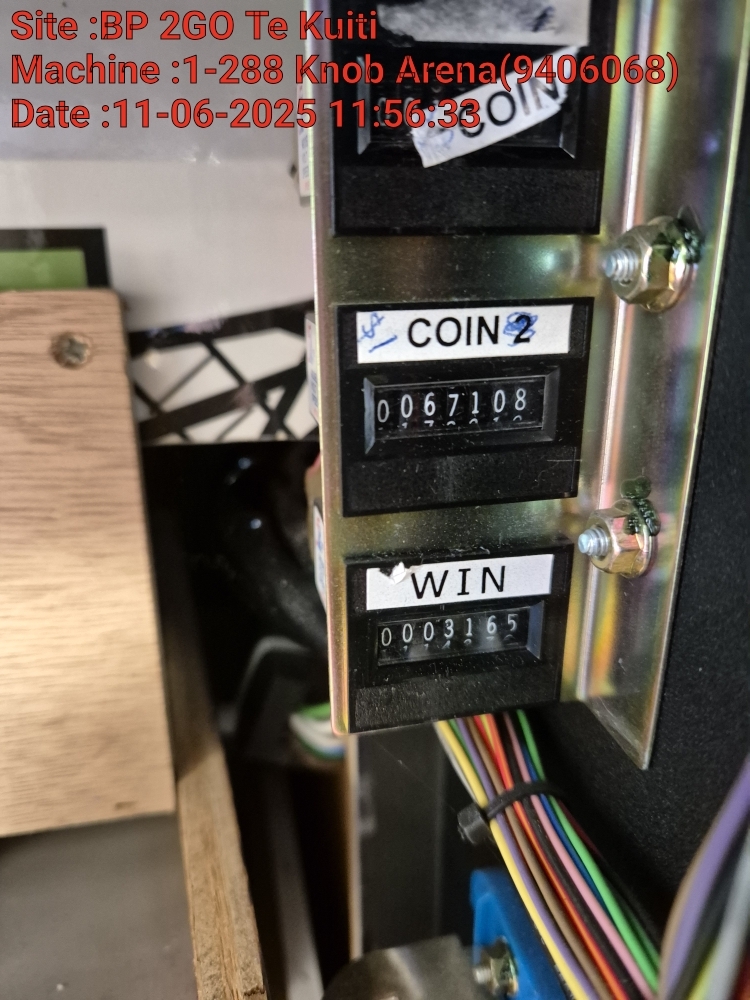 Site :BP 2GO Te Kuiti
Machine :1-288 Knob Arena(9406068)
Date :11-06-2025 11:56:33
COIN
$1 COIN 2
0067108
WIN
0003165